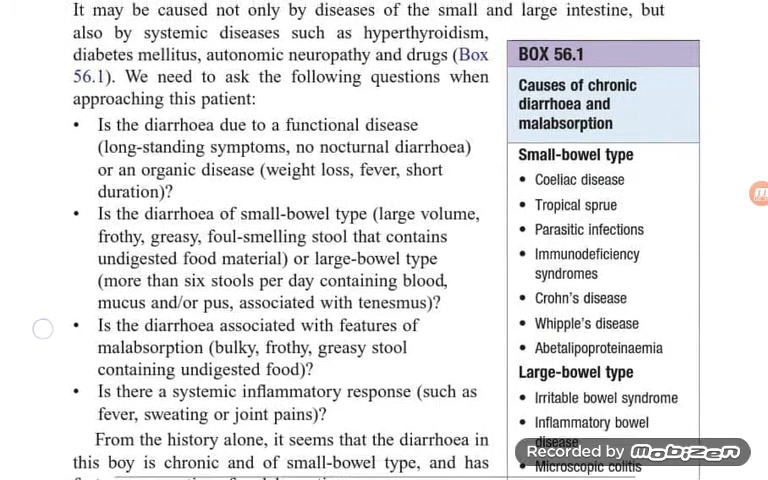 It may be caused not only by diseases of the small and large intestine, but
also by systemic diseases such as hyperthyroidism,
diabetes mellitus, autonomic neuropathy and drugs (Box
56.1). We need to ask the following questions when
approaching this patient:
• Is the diarrhoea due to a functional disease
(long-standing symptoms, no nocturnal diarrhoea)
or an organic disease (weight loss, fever, short
duration)?
• Is the diarrhoea of small-bowel type (large volume,
frothy, greasy, foul-smelling stool that contains
undigested food material) or large-bowel type
(more than six stools per day containing blood,
mucus and/or pus, associated with tenesmus)?
• Is the diarrhoea associated with features of
malabsorption (bulky, frothy, greasy stool
containing undigested food)?
• Is there a systemic inflammatory response (such as
fever, sweating or joint pains)?
From the history alone, it seems that the diarrhoea in
this boy is chronic and of small-bowel type, and has
BOX 56.1
Causes of chronic
diarrhoea and
malabsorption
Small-bowel type
• Coeliac disease
• Tropical sprue
• Parasitic infections
• Immunodeficiency
syndromes
• Crohn's disease
• Whipple's disease
• Abetalipoproteinaemia
Large-bowel type
• Irritable bowel syndrome
• Inflammatory bowel
disease
• Microscopic colitis
Recorded by mobizen